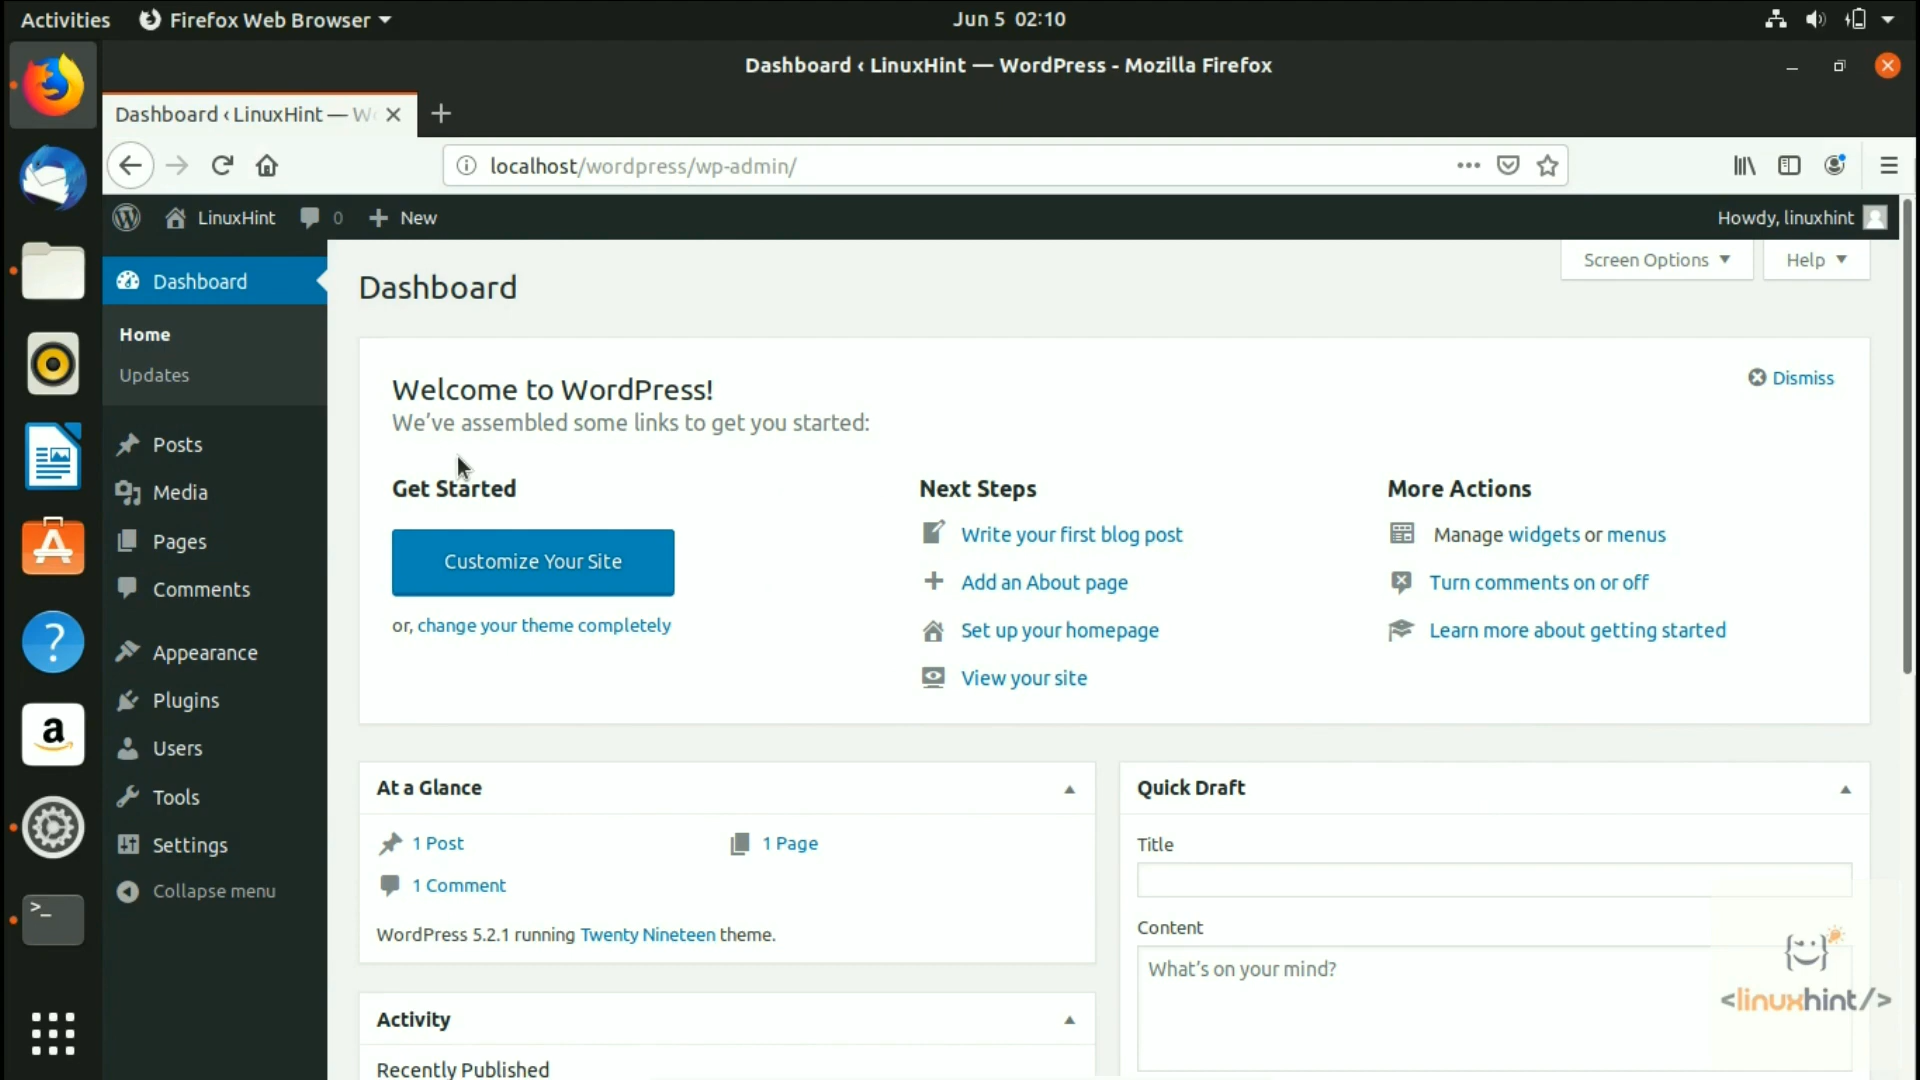 Activities
Firefox Web Browser
Jun 5 02:10
Dashboard ‹ LinuxHint — WordPress - Mozilla Firefox
Dashboard ‹ LinuxHint — W
localhost/wordpress/wp-admin/
LinuxHint
0
New
Howdy, linuxhint
Dashboard
Home
Updates
Posts
Media
Pages
Comments
Appearance
Plugins
Users
Tools
Settings
Collapse menu
Screen Options
Help
Dashboard
Welcome to WordPress!
Dismiss
We've assembled some links to get you started:
Get Started
Customize Your Site
or, change your theme completely
Next Steps
Write your first blog post
Add an About page
Set up your homepage
View your site
More Actions
Manage widgets or menus
Turn comments on or off
Learn more about getting started
At a Glance
1 Post
1 Page
1 Comment
WordPress 5.2.1 running Twenty Nineteen theme.
Activity
Recently Published
Quick Draft
Title
Content
What's on your mind?
<linuxhint/>